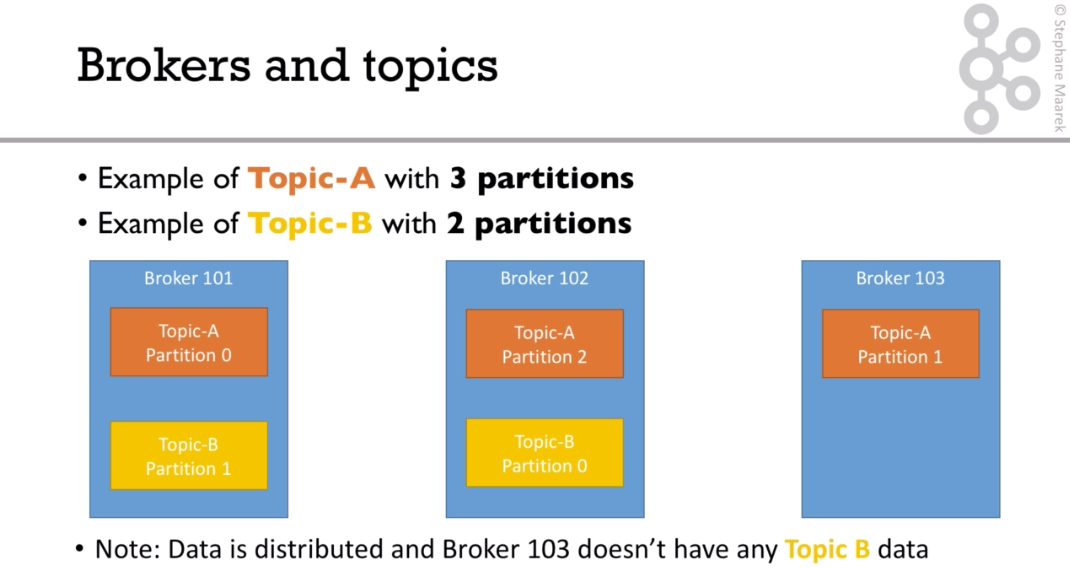 Brokers and topics
© Stephane Maarek
• Example of Topic-A with 3 partitions
• Example of Topic-B with 2 partitions
Broker 101
Topic-A
Partition 0
Topic-B
Partition 1
Broker 102
Topic-A
Partition 2
Topic-B
Partition 0
Broker 103
Topic-A
Partition 1
• Note: Data is distributed and Broker 103 doesn’t have any Topic B data